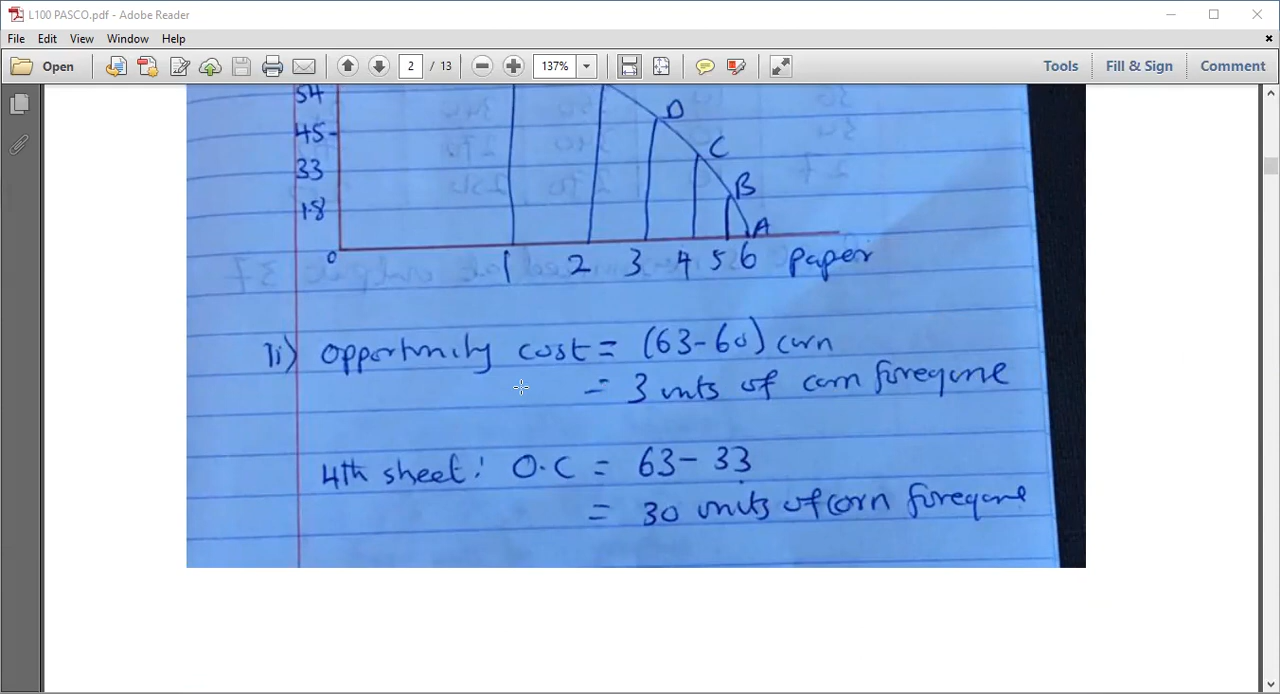 L100 PASCO.pdf - Adobe Reader
File Edit View Window Help
Open 2 / 13 137% Tools Fill & Sign Comment
54
45
33
18
0
D
C
B
A
1 2 3 4 5 6 paper
ii) opportunity cost = (63-60) corn
= 3 units of corn foregone
4th sheet: O.C = 63 - 33
= 30 units of corn foregone